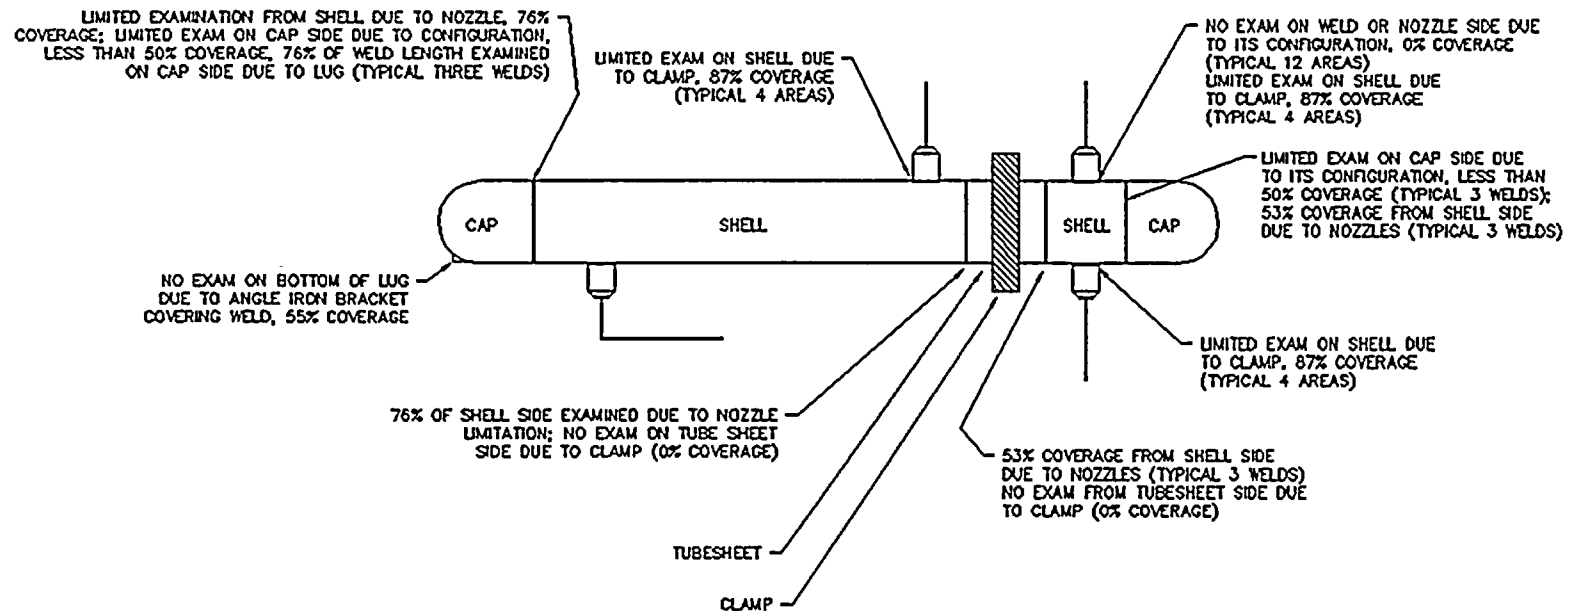 LIMITED EXAMINATION FROM SHELL DUE TO NOZZLE, 76%
COVERAGE; LIMITED EXAM ON CAP SIDE DUE TO CONFIGURATION,
LESS THAN 50% COVERAGE, 76% OF WELD LENGTH EXAMINED
ON CAP SIDE DUE TO LUG (TYPICAL THREE WELDS)
LIMITED EXAM ON SHELL DUE
TO CLAMP, 87% COVERAGE
(TYPICAL 4 AREAS)
NO EXAM ON WELD OR NOZZLE SIDE DUE
TO ITS CONFIGURATION, 0% COVERAGE
(TYPICAL 12 AREAS)
LIMITED EXAM ON SHELL DUE
TO CLAMP, 87% COVERAGE
(TYPICAL 4 AREAS)
LIMITED EXAM ON CAP SIDE DUE
TO ITS CONFIGURATION, LESS THAN
50% COVERAGE (TYPICAL 3 WELDS);
53% COVERAGE FROM SHELL SIDE
DUE TO NOZZLES (TYPICAL 3 WELDS)
CAP
SHELL
SHELL
CAP
NO EXAM ON BOTTOM OF LUG
DUE TO ANGLE IRON BRACKET
COVERING WELD, 55% COVERAGE
LIMITED EXAM ON SHELL DUE
TO CLAMP, 87% COVERAGE
(TYPICAL 4 AREAS)
76% OF SHELL SIDE EXAMINED DUE TO NOZZLE
LIMITATION; NO EXAM ON TUBE SHEET
SIDE DUE TO CLAMP (0% COVERAGE)
53% COVERAGE FROM SHELL SIDE
DUE TO NOZZLES (TYPICAL 3 WELDS)
NO EXAM FROM TUBESHEET SIDE DUE
TO CLAMP (0% COVERAGE)
TUBESHEET
CLAMP